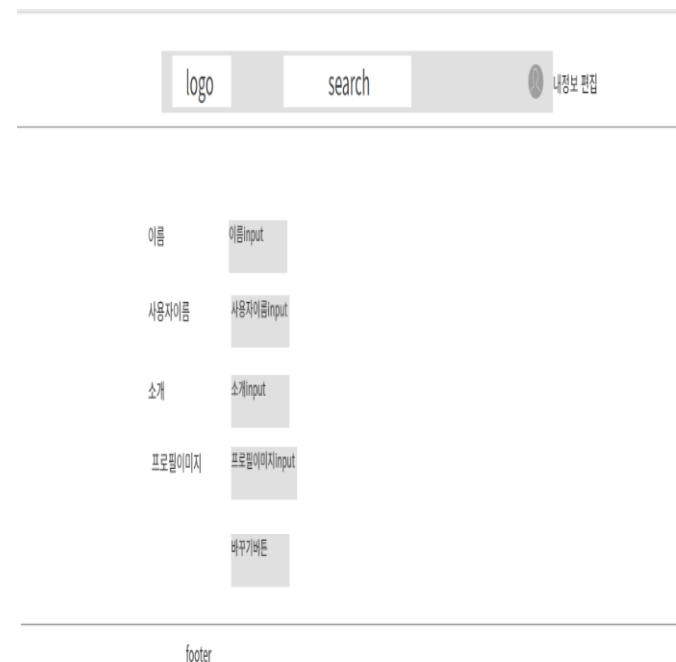 logo
search
내정보 편집
이름
이름input
사용자이름
사용자이름input
소개
소개input
프로필이미지
프로필이미지input
바꾸기버튼
footer